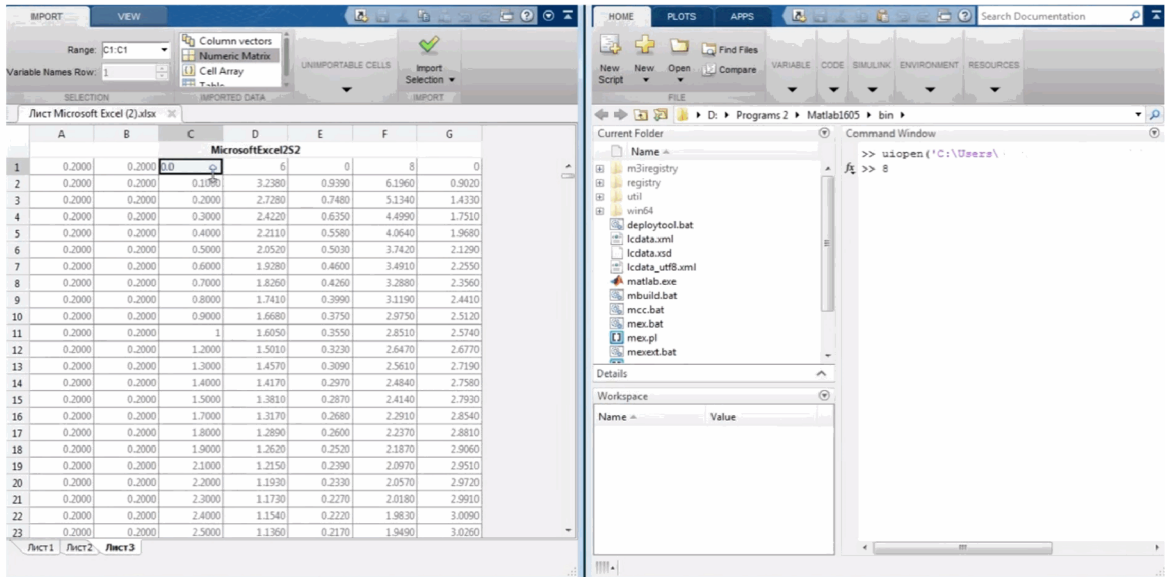 IMPORT VIEW
Range: C1:C1
Variable Names Row: 1
SELECTION
Column vectors
Numeric Matrix
Cell Array
Table
IMPORTED DATA
UNIMPORTABLE CELLS
Import
Selection
IMPORT
Лист Microsoft Excel (2).xlsx
A B C D E F G
MicrosoftExcel2S2
1 0.2000 0.2000 0.0 6 0 8 0
2 0.2000 0.2000 0.1000 3.2380 0.9390 6.1960 0.9020
3 0.2000 0.2000 0.2000 2.7280 0.7480 5.1340 1.4330
4 0.2000 0.2000 0.3000 2.4220 0.6350 4.4990 1.7510
5 0.2000 0.2000 0.4000 2.2110 0.5580 4.0640 1.9680
6 0.2000 0.2000 0.5000 2.0520 0.5030 3.7420 2.1290
7 0.2000 0.2000 0.6000 1.9280 0.4600 3.4910 2.2550
8 0.2000 0.2000 0.7000 1.8260 0.4260 3.2880 2.3560
9 0.2000 0.2000 0.8000 1.7410 0.3990 3.1190 2.4410
10 0.2000 0.2000 0.9000 1.6680 0.3750 2.9750 2.5120
11 0.2000 0.2000 1 1.6050 0.3550 2.8510 2.5740
12 0.2000 0.2000 1.2000 1.5010 0.3230 2.6470 2.6770
13 0.2000 0.2000 1.3000 1.4570 0.3090 2.5610 2.7190
14 0.2000 0.2000 1.4000 1.4170 0.2970 2.4840 2.7580
15 0.2000 0.2000 1.5000 1.3810 0.2870 2.4140 2.7930
16 0.2000 0.2000 1.7000 1.3170 0.2680 2.2910 2.8540
17 0.2000 0.2000 1.8000 1.2890 0.2600 2.2370 2.8810
18 0.2000 0.2000 1.9000 1.2620 0.2520 2.1870 2.9060
19 0.2000 0.2000 2.1000 1.2150 0.2390 2.0970 2.9510
20 0.2000 0.2000 2.2000 1.1930 0.2330 2.0570 2.9720
21 0.2000 0.2000 2.3000 1.1730 0.2270 2.0180 2.9910
22 0.2000 0.2000 2.4000 1.1540 0.2220 1.9830 3.0090
23 0.2000 0.2000 2.5000 1.1360 0.2170 1.9490 3.0260
Лист1 Лист2 Лист3
HOME PLOTS APPS Search Documentation
New
Script
New
Open
Find Files
Compare
FILE
VARIABLE CODE SIMULINK ENVIRONMENT RESOURCES
D: Programs 2 Matlab1605 bin
Current Folder
Name
m3iregistry
registry
util
win64
deploytool.bat
lcdata.xml
lcdata.xsd
lcdata_utf8.xml
matlab.exe
mbuild.bat
mcc.bat
mex.bat
mex.pl
mexext.bat
Details
Workspace
Name Value
Command Window
>> uiopen('C:\Users\
fx >> 8